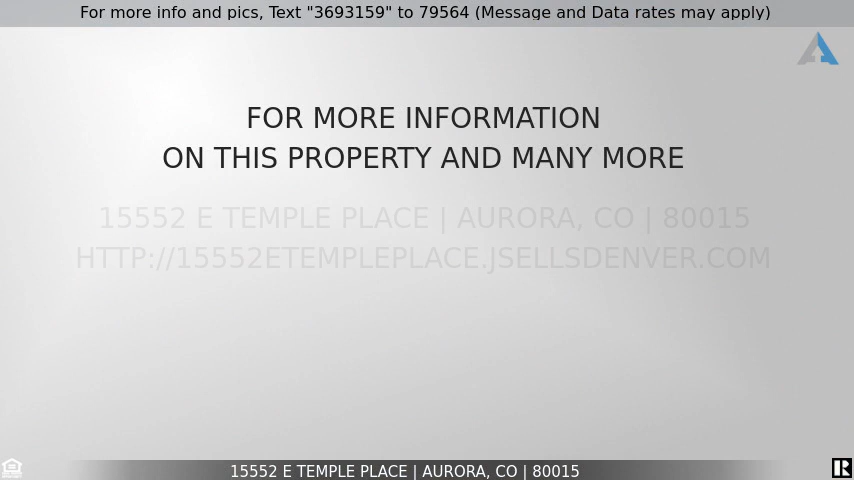 For more info and pics, Text "3693159" to 79564 (Message and Data rates may apply)
FOR MORE INFORMATION
ON THIS PROPERTY AND MANY MORE
15552 E TEMPLE PLACE | AURORA, CO | 80015
HTTP://15552ETEMPLEPLACE.JSELLSDENVER.COM
15552 E TEMPLE PLACE | AURORA, CO | 80015